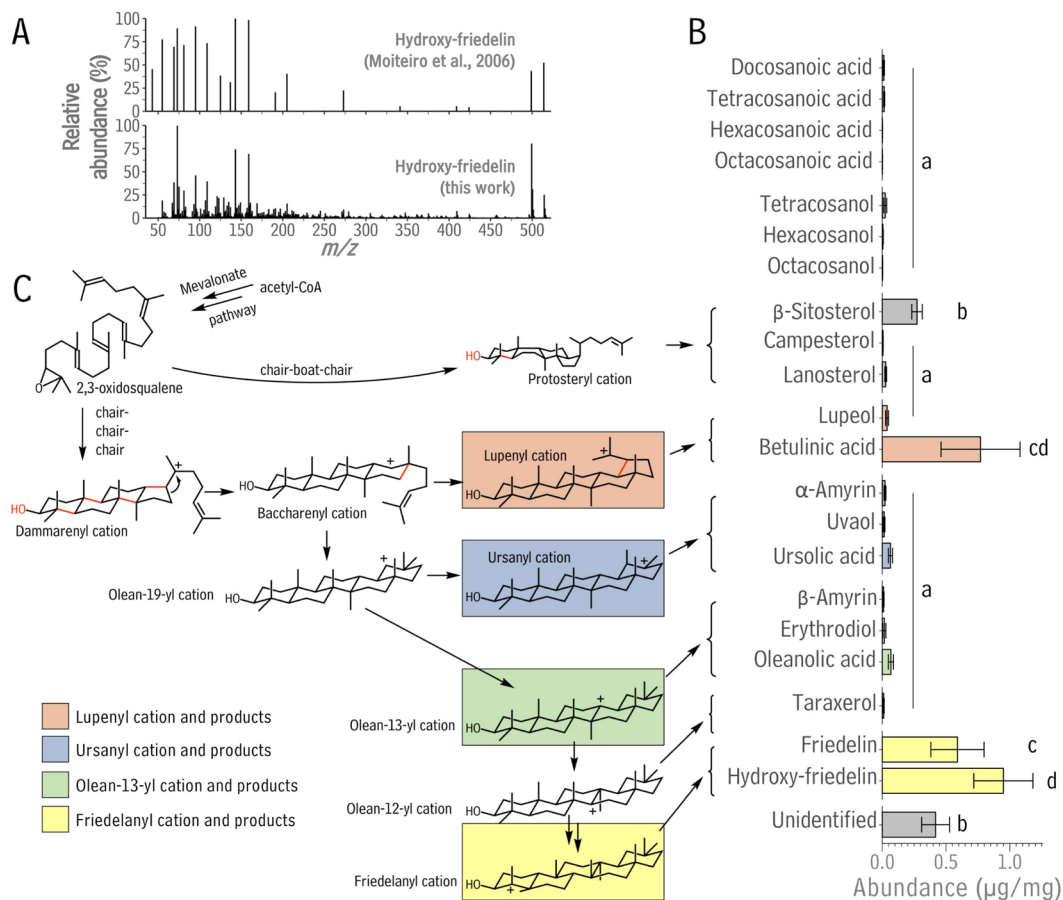 A
Relative
abundance (%)
100
75
50
25
0
Hydroxy-friedelin
(Moiteiro et al., 2006)
100
75
50
25
0
Hydroxy-friedelin
(this work)
50 100 150 200 250 300 350 400 450 500
m/z
B
Docosanoic acid
Tetracosanoic acid
Hexacosanoic acid
Octacosanoic acid
a
Tetracosanol
Hexacosanol
Octacosanol
β-Sitosterol
b
Campesterol
Lanosterol
a
Lupeol
Betulinic acid
cd
α-Amyrin
Uvaol
Ursolic acid
a
β-Amyrin
Erythrodiol
Oleanolic acid
Taraxerol
Friedelin
c
Hydroxy-friedelin
d
Unidentified
b
0.0 1.0
Abundance (µg/mg)
C
Mevalonate
pathway
acetyl-CoA
O
2,3-oxidosqualene
chair-boat-chair
HO
Protosteryl cation
chair-
chair-
chair
+
HO
Dammarenyl cation
+
HO
Baccharenyl cation
Lupenyl cation
+
HO
+
HO
Olean-19-yl cation
Ursanyl cation
+
HO
+
HO
Olean-13-yl cation
HO
+
Olean-12-yl cation
HO
+
Friedelanyl cation
Lupenyl cation and products
Ursanyl cation and products
Olean-13-yl cation and products
Friedelanyl cation and products